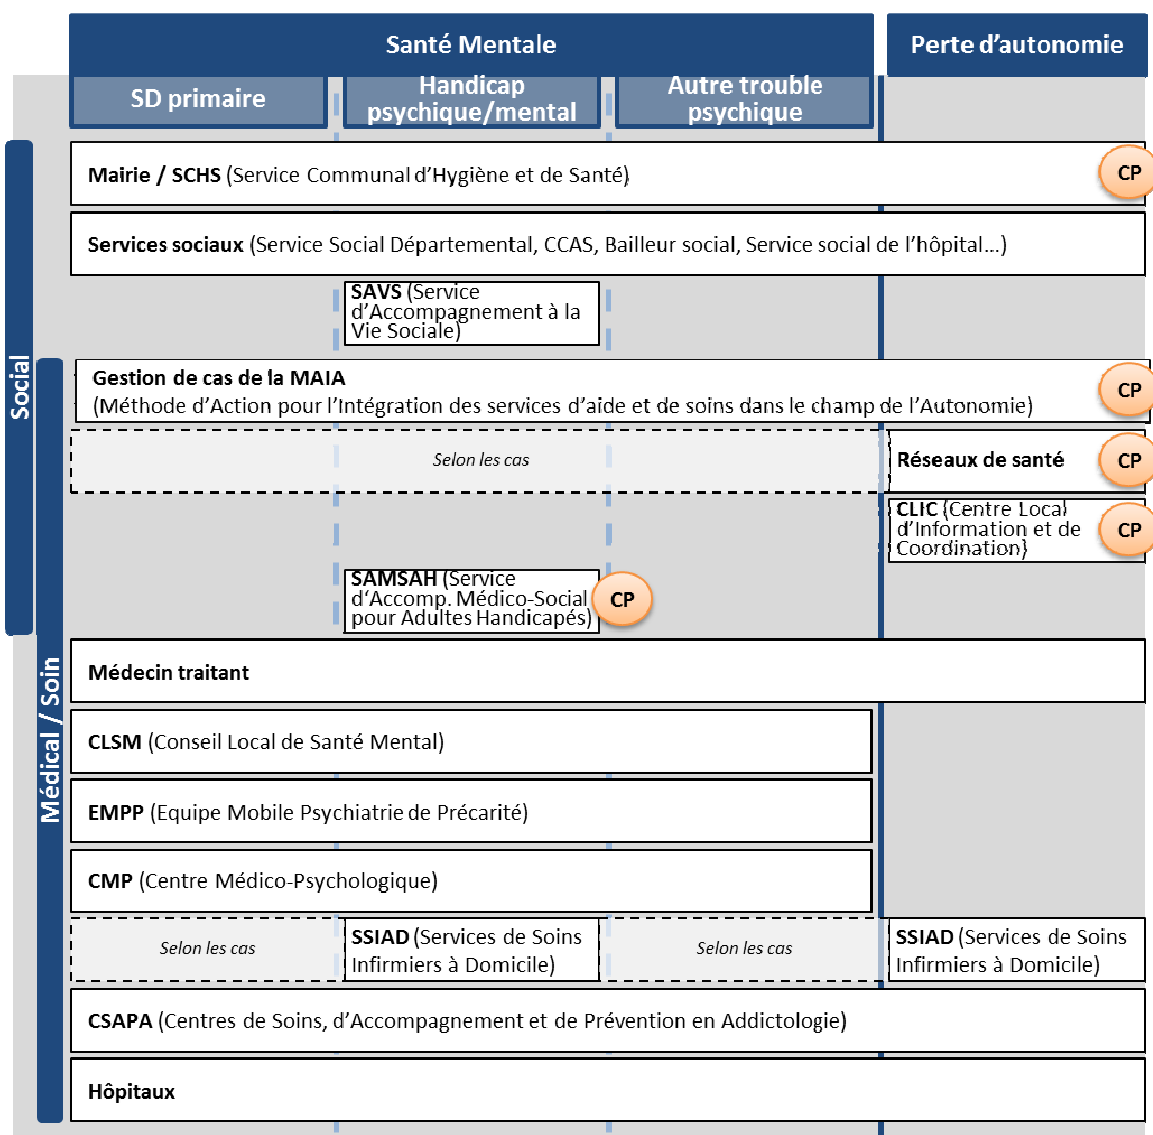 Santé Mentale
Perte d'autonomie
SD primaire
Handicap
psychique/mental
Autre trouble
psychique
Social
Médical / Soin
Mairie / SCHS (Service Communal d'Hygiène et de Santé)
CP
Services sociaux (Service Social Départemental, CCAS, Bailleur social, Service social de l'hôpital...)
SAVS (Service
d'Accompagnement à la
Vie Sociale)
Gestion de cas de la MAIA
(Méthode d'Action pour l'Intégration des services d'aide et de soins dans le champ de l'Autonomie)
CP
Selon les cas
Réseaux de santé
CP
CLIC (Centre Local
d'Information et de
Coordination)
CP
SAMSAH (Service
d'Accomp. Médico-Social
pour Adultes Handicapés)
CP
Médecin traitant
CLSM (Conseil Local de Santé Mental)
EMPP (Equipe Mobile Psychiatrie de Précarité)
CMP (Centre Médico-Psychologique)
Selon les cas
SSIAD (Services de Soins
Infirmiers à Domicile)
Selon les cas
SSIAD (Services de Soins
Infirmiers à Domicile)
CSAPA (Centres de Soins, d'Accompagnement et de Prévention en Addictologie)
Hôpitaux